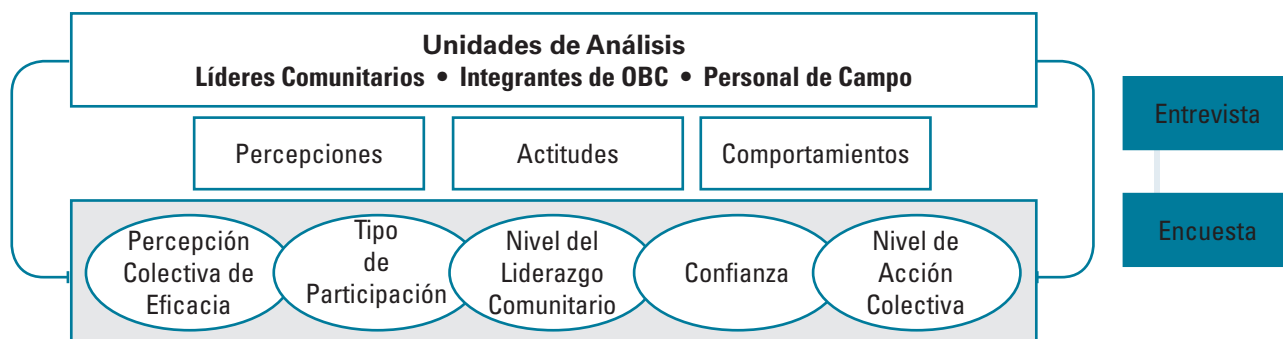 Unidades de Análisis
Líderes Comunitarios • Integrantes de OBC • Personal de Campo
Percepciones
Actitudes
Comportamientos
Entrevista
Encuesta
Percepción
Colectiva de
Eficacia
Tipo
de
Participación
Nivel del
Liderazgo
Comunitario
Confianza
Nivel de
Acción
Colectiva